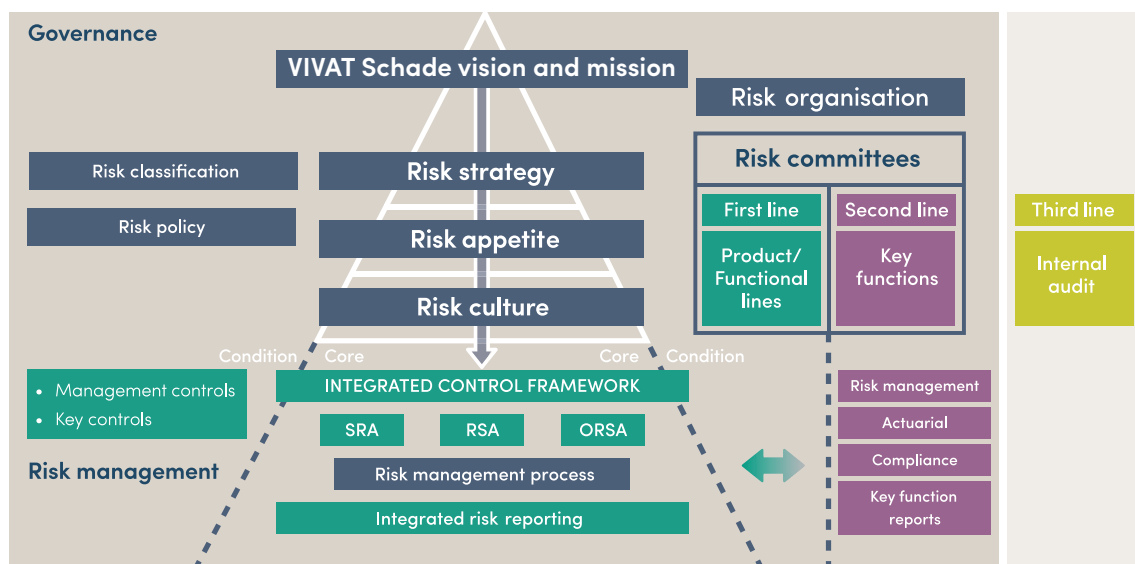 Governance
VIVAT Schade vision and mission
Risk organisation
Risk classification
Risk strategy
Risk committees
Risk policy
Risk appetite
First line
Second line
Third line
Product/
Functional
lines
Key
functions
Internal
audit
Risk culture
Condition
Core
Core
Condition
• Management controls
• Key controls
INTEGRATED CONTROL FRAMEWORK
Risk management
Actuarial
SRA
RSA
ORSA
Compliance
Risk management
Risk management process
Key function
reports
Integrated risk reporting